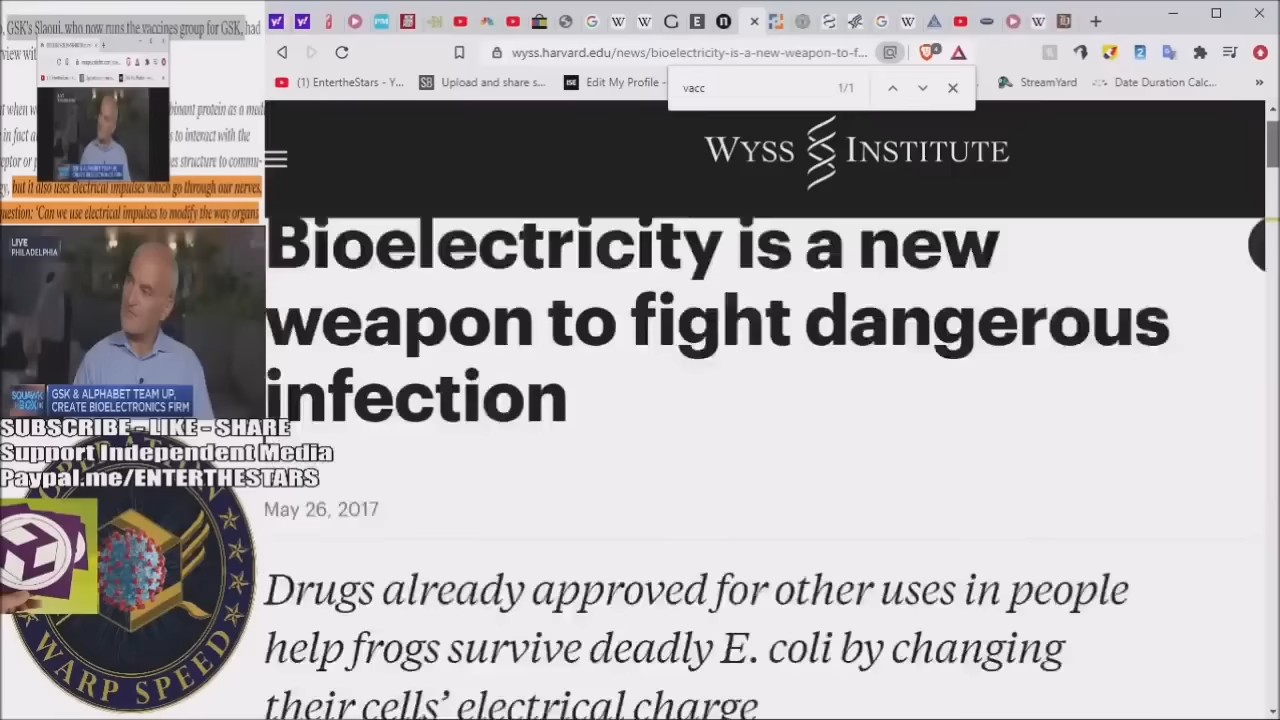 GSK's Slaoui, who now runs the vaccines group for GSK, had
but it also uses electrical impulses which go through our nerves,
uestion: 'Can we use electrical impulses to modify the way organs
LIVE
PHILADELPHIA
GSK & ALPHABET TEAM UP,
CREATE BIOELECTRONICS FIRM
SUBSCRIBE - LIKE - SHARE
Support Independent Media
Paypal.me/ENTERTHESTARS
OPERATION
WARP SPEED
wyss.harvard.edu/news/bioelectricity-is-a-new-weapon-to-f...
(1) EntertheStars - Y...
Upload and share s...
Edit My Profile
StreamYard
Date Duration Calc...
vacc
1/1
WYSS INSTITUTE
Bioelectricity is a new
weapon to fight dangerous
infection
May 26, 2017
Drugs already approved for other uses in people
help frogs survive deadly E. coli by changing
their cells' electrical charge